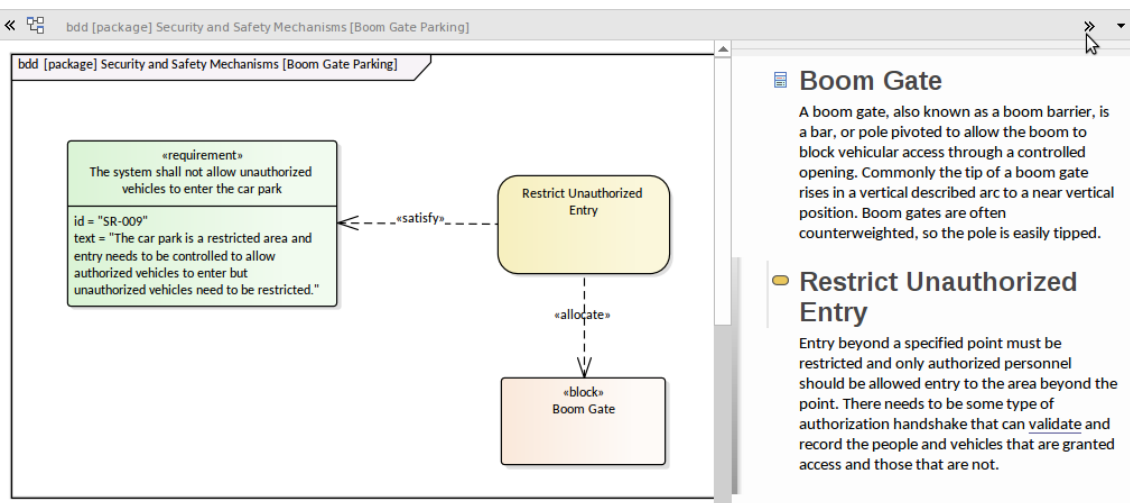 bdd [package] Security and Safety Mechanisms [Boom Gate Parking]
bdd [package] Security and Safety Mechanisms [Boom Gate Parking]
«requirement»
The system shall not allow unauthorized
vehicles to enter the car park
id = "SR-009"
text = "The car park is a restricted area and
entry needs to be controlled to allow
authorized vehicles to enter but
unauthorized vehicles need to be restricted."
«satisfy»
Restrict Unauthorized
Entry
«allocate»
«block»
Boom Gate
Boom Gate
A boom gate, also known as a boom barrier, is
a bar, or pole pivoted to allow the boom to
block vehicular access through a controlled
opening. Commonly the tip of a boom gate
rises in a vertical described arc to a near vertical
position. Boom gates are often
counterweighted, so the pole is easily tipped.
Restrict Unauthorized
Entry
Entry beyond a specified point must be
restricted and only authorized personnel
should be allowed entry to the area beyond the
point. There needs to be some type of
authorization handshake that can validate and
record the people and vehicles that are granted
access and those that are not.